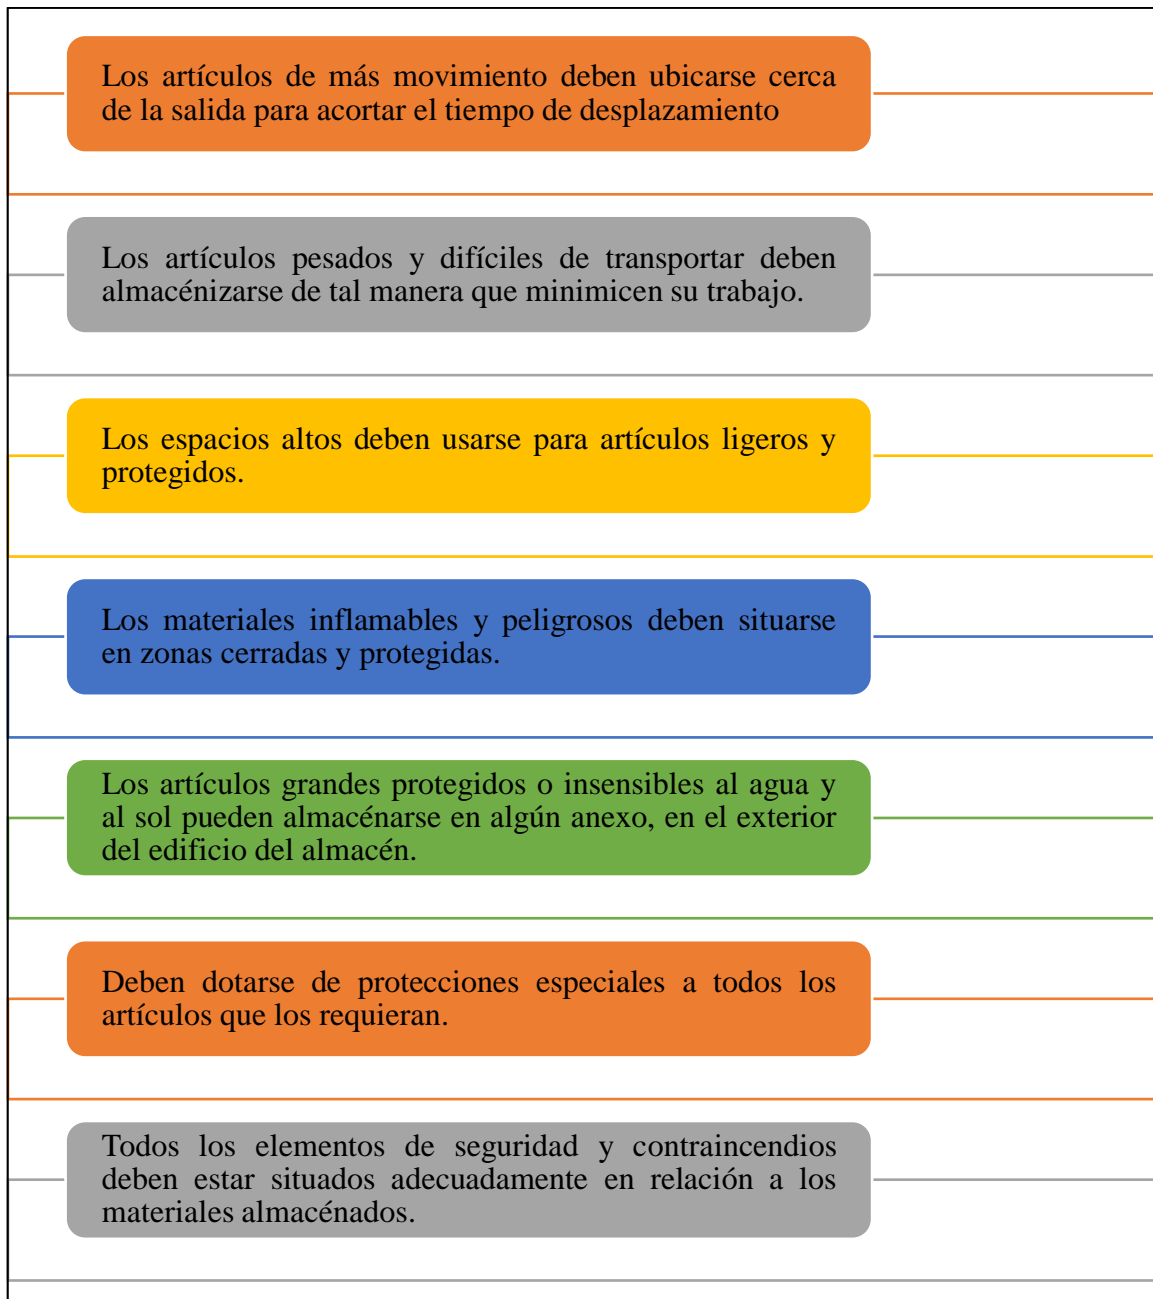 Los artículos de más movimiento deben ubicarse cerca
de la salida para acortar el tiempo de desplazamiento
Los artículos pesados y difíciles de transportar deben
almacénizarse de tal manera que minimicen su trabajo.
Los espacios altos deben usarse para artículos ligeros y
protegidos.
Los materiales inflamables y peligrosos deben situarse
en zonas cerradas y protegidas.
Los artículos grandes protegidos o insensibles al agua y
al sol pueden almacénarse en algún anexo, en el exterior
del edificio del almacén.
Deben dotarse de protecciones especiales a todos los
artículos que los requieran.
Todos los elementos de seguridad y contraincendios
deben estar situados adecuadamente en relación a los
materiales almacénados.